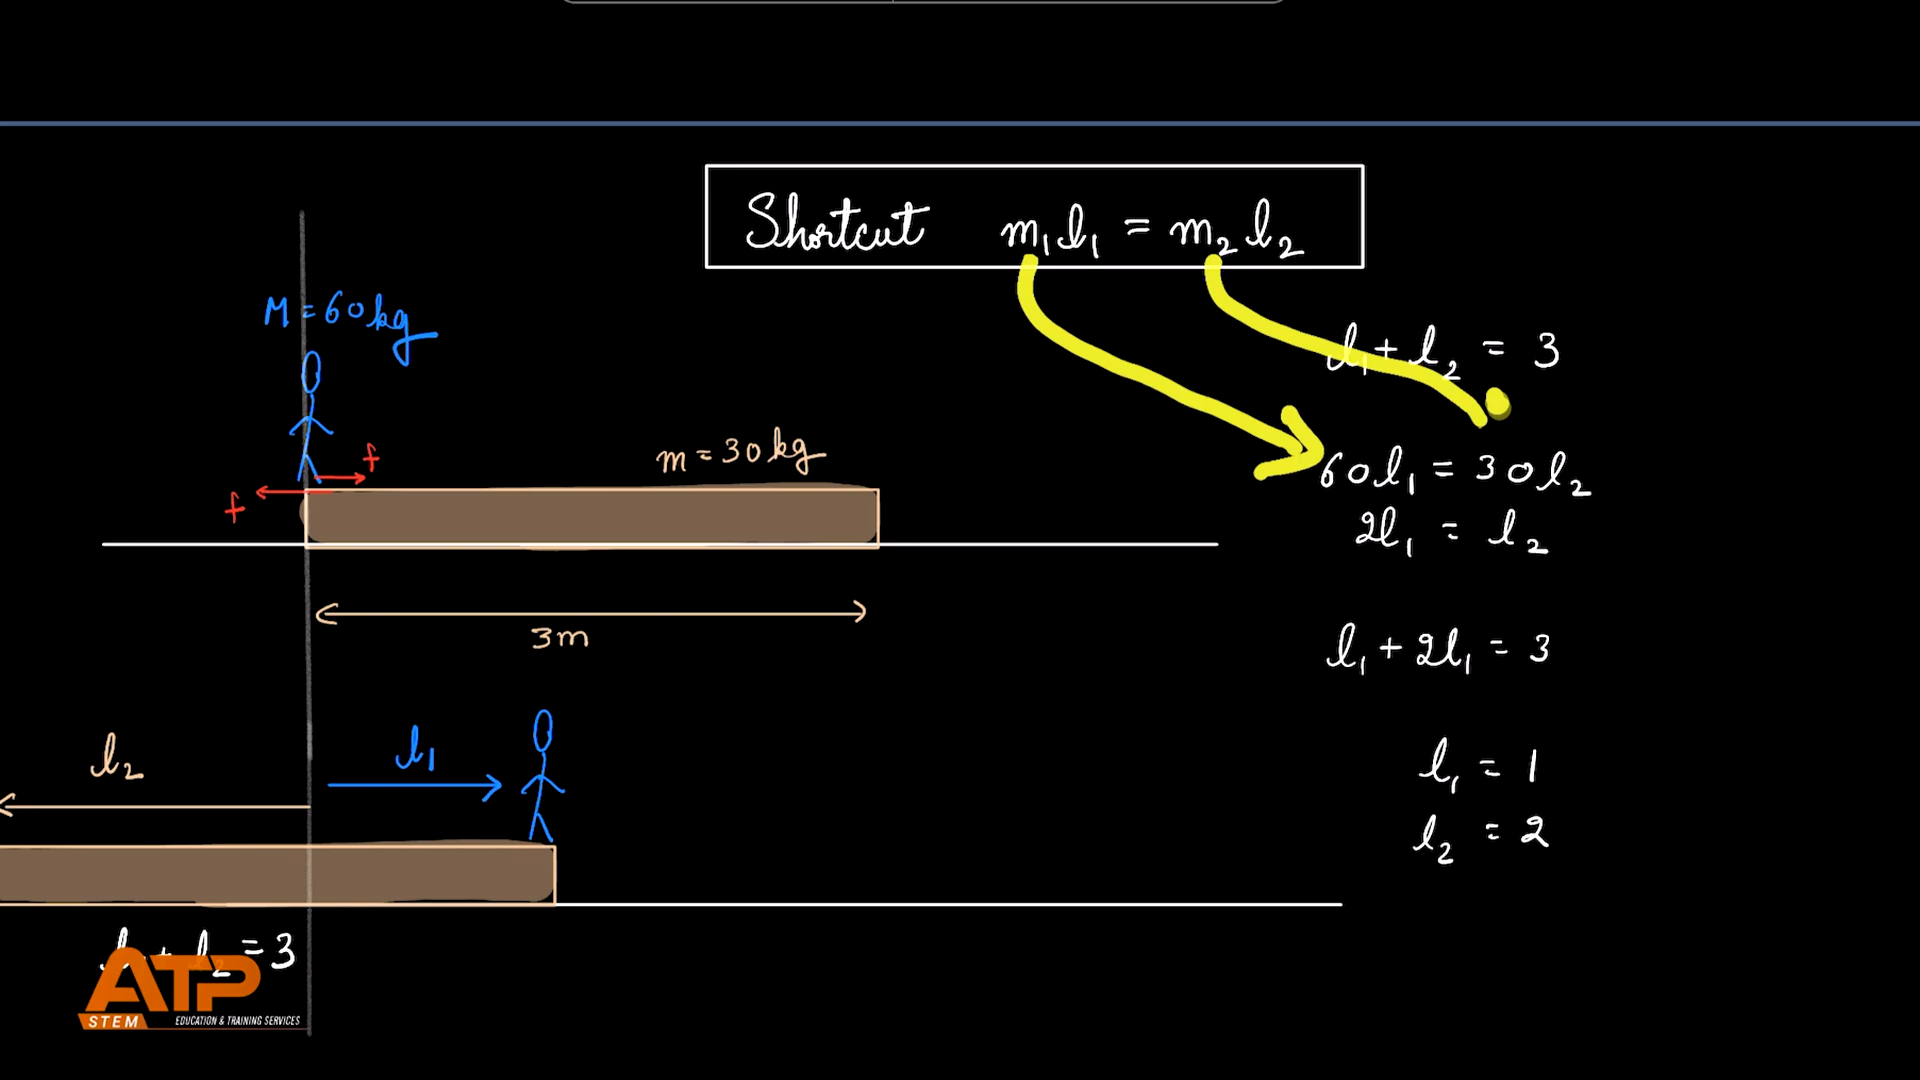 Shortcut m₁l₁ = m₂l₂
M = 60kg
l₁ + l₂ = 3
f
m = 30kg
f
60l₁ = 30l₂
2l₁ = l₂
3m
l₁ + 2l₁ = 3
l₂
l₁
l₁ = 1
l₂ = 2
l₂ = 3
ATP
STEM EDUCATION & TRAINING SERVICES